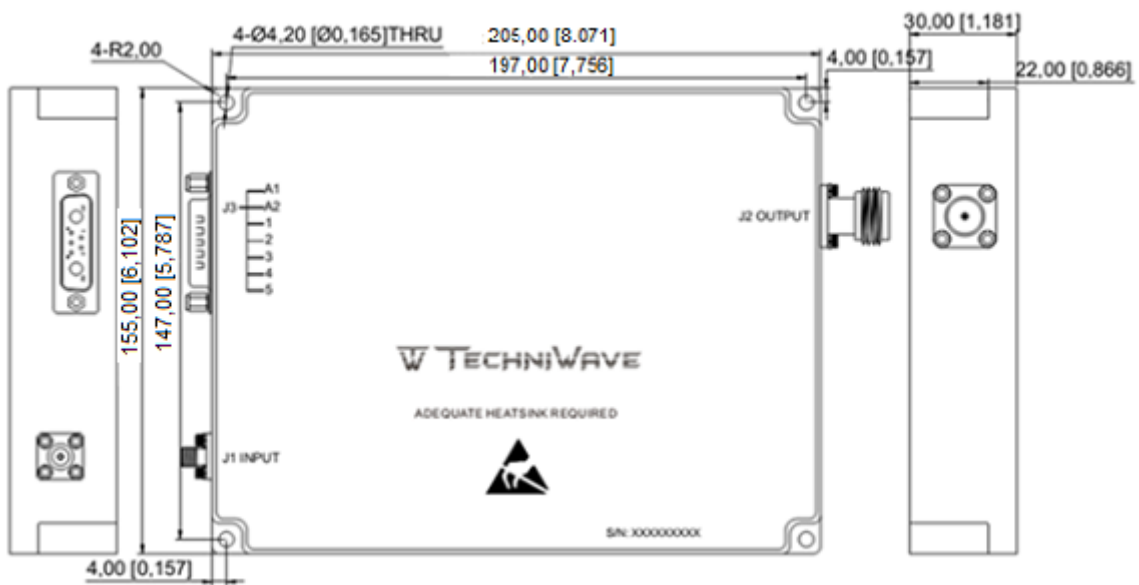 4-R2,00
4-Ø4,20 [Ø0,165]THRU
205,00 [8.071]
197,00 [7,756]
4,00 [0,157]
30,00 [1,181]
22,00 [0,866]
155,00 [6,102]
147,00 [5,787]
J3
A1
A2
1
2
3
4
5
J2 OUTPUT
TECHNIWAVE
ADEQUATE HEATSINK REQUIRED
J1 INPUT
S/N: XXXXXXXXX
4,00 [0,157]